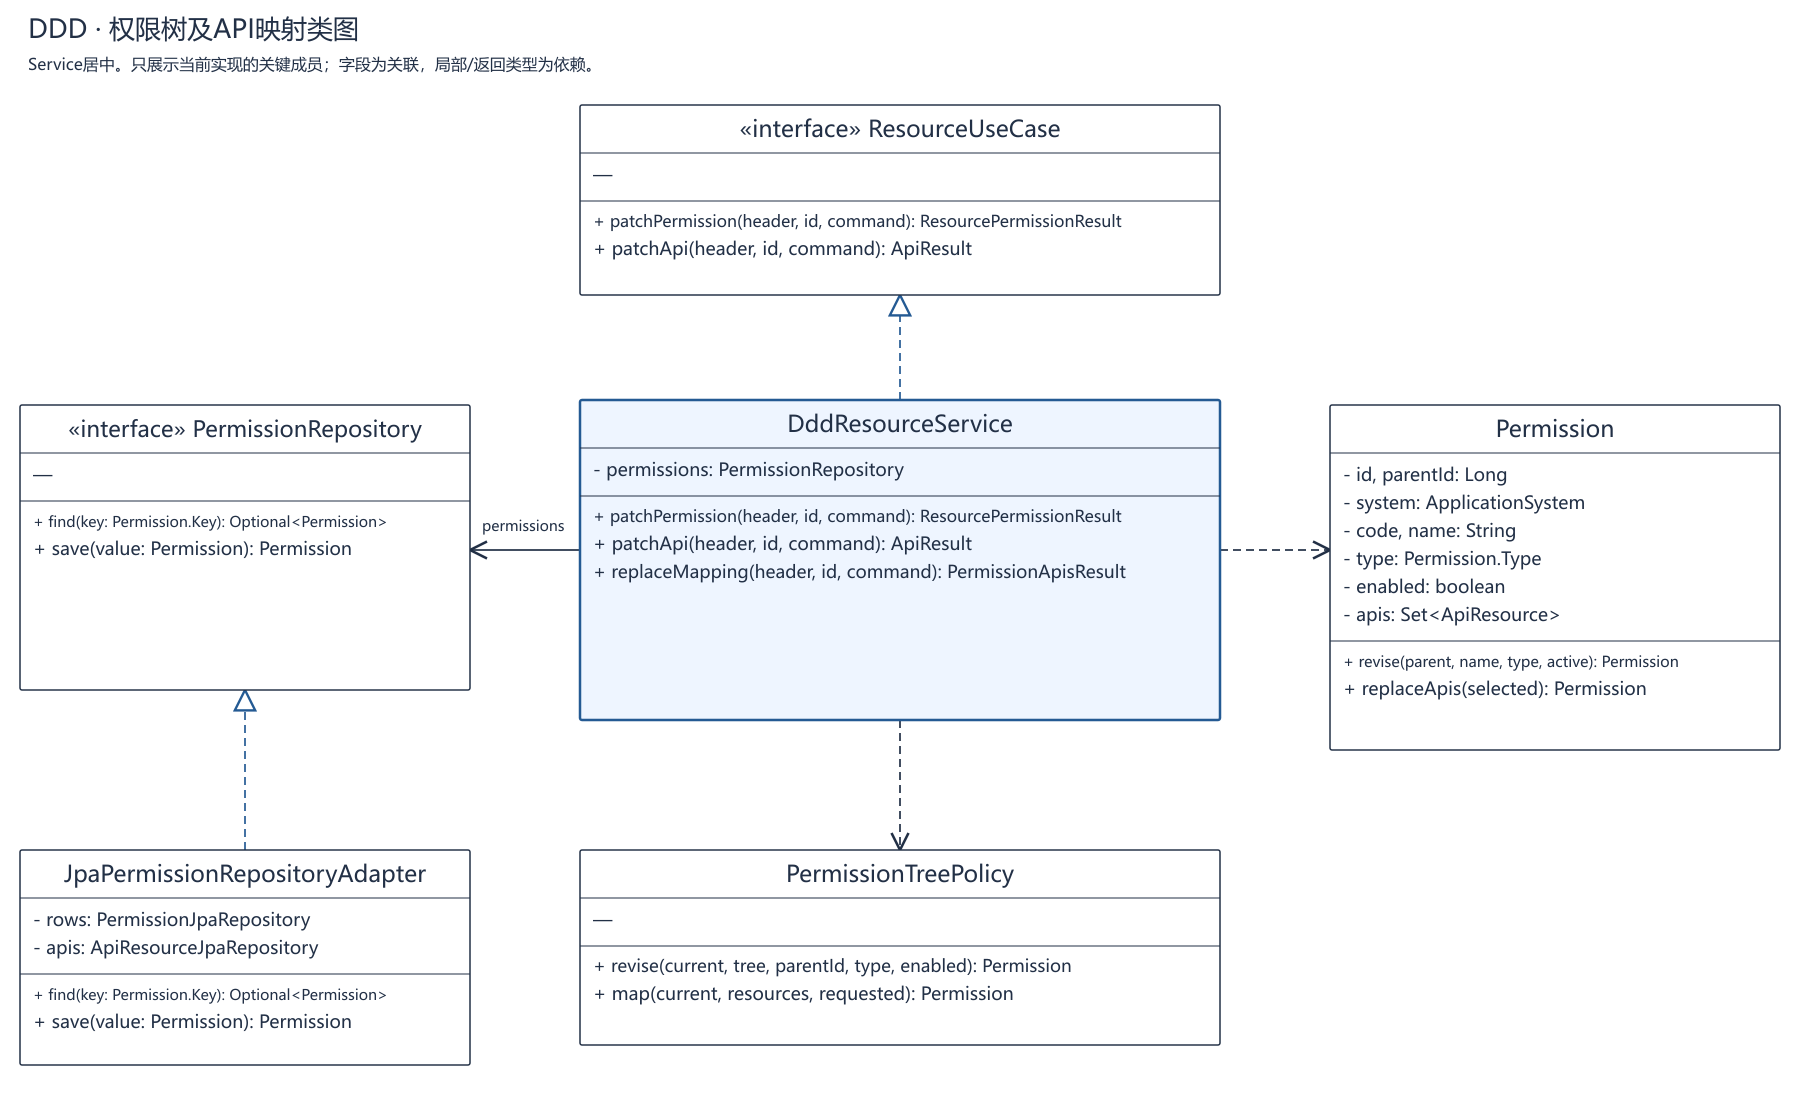 DDD · 权限树及API映射类图
Service居中。只展示当前实现的关键成员；字段为关联，局部/返回类型为依赖。
«interface» ResourceUseCase
—
+ patchPermission(header, id, command): ResourcePermissionResult
+ patchApi(header, id, command): ApiResult
«interface» PermissionRepository
—
+ find(key: Permission.Key): Optional<Permission>
+ save(value: Permission): Permission
permissions
DddResourceService
- permissions: PermissionRepository
+ patchPermission(header, id, command): ResourcePermissionResult
+ patchApi(header, id, command): ApiResult
+ replaceMapping(header, id, command): PermissionApisResult
Permission
- id, parentId: Long
- system: ApplicationSystem
- code, name: String
- type: Permission.Type
- enabled: boolean
- apis: Set<ApiResource>
+ revise(parent, name, type, active): Permission
+ replaceApis(selected): Permission
JpaPermissionRepositoryAdapter
- rows: PermissionJpaRepository
- apis: ApiResourceJpaRepository
+ find(key: Permission.Key): Optional<Permission>
+ save(value: Permission): Permission
PermissionTreePolicy
—
+ revise(current, tree, parentId, type, enabled): Permission
+ map(current, resources, requested): Permission